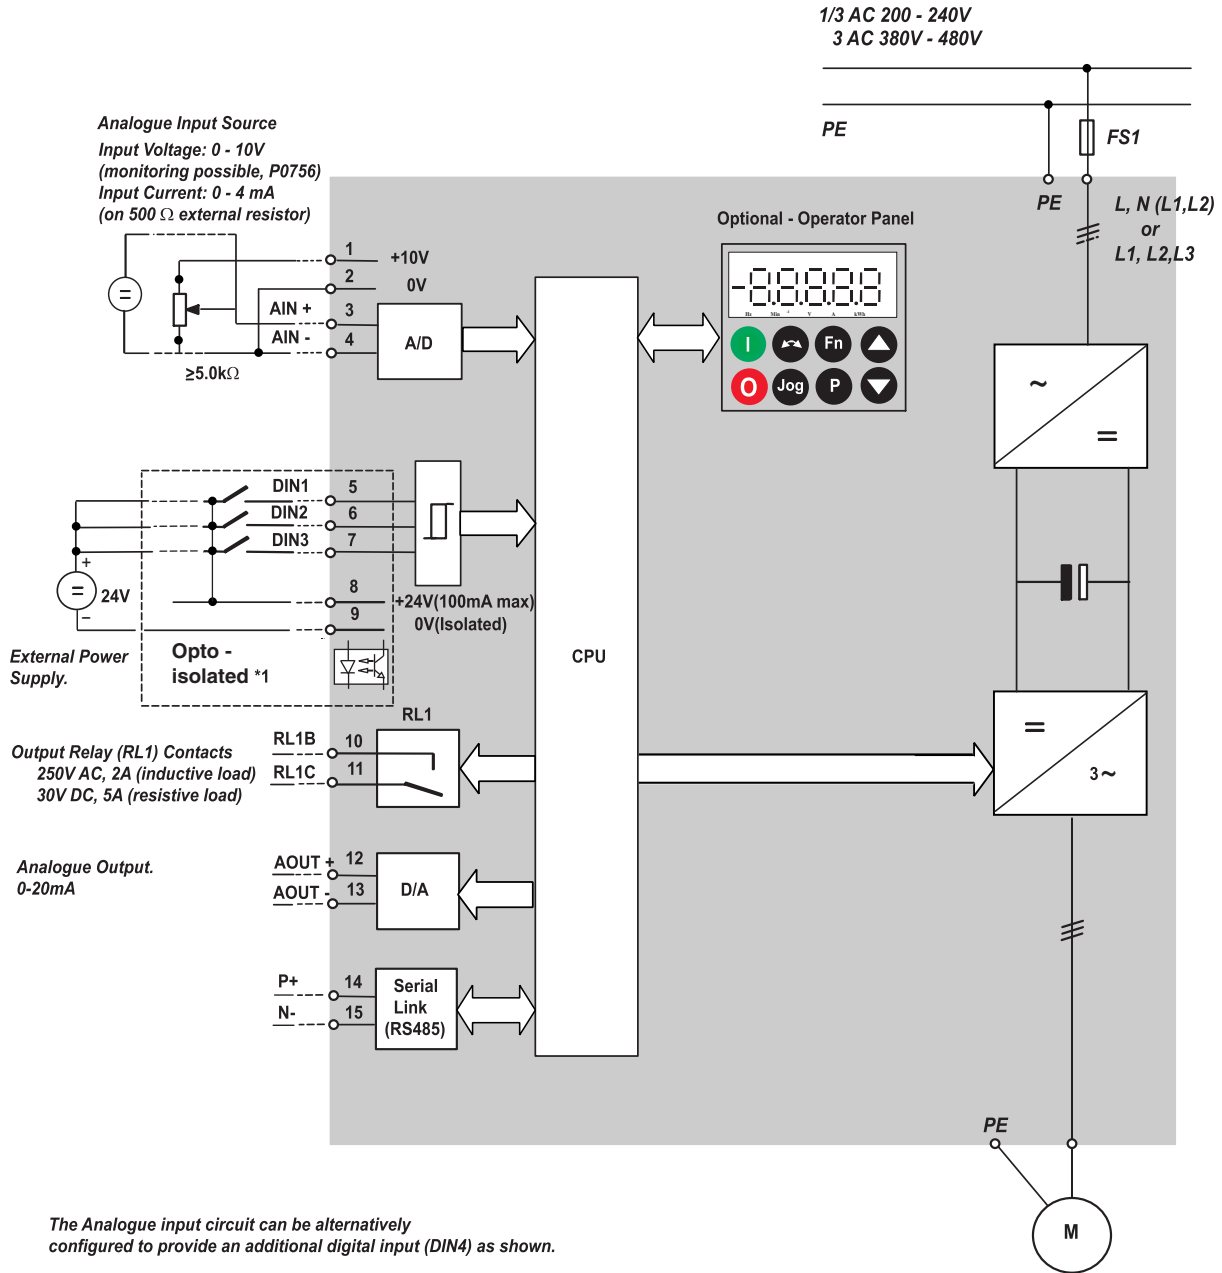 1/3 AC 200 - 240V
3 AC 380V - 480V
PE
FS1
PE
L, N (L1,L2)
or
L1, L2,L3
Analogue Input Source
Input Voltage: 0 - 10V
(monitoring possible, P0756)
Input Current: 0 - 4 mA
(on 500 Ω external resistor)
1
+10V
2
0V
AIN +
3
AIN -
4
A/D
≥5.0kΩ
Optional - Operator Panel
-88888
Hz Min V A kWh
I
Fn
O
Jog
P
~
=
DIN1
5
DIN2
6
DIN3
7
+
=
24V
−
8
+24V(100mA max)
9
0V(Isolated)
External Power
Supply.
Opto -
isolated *1
CPU
RL1
Output Relay (RL1) Contacts
250V AC, 2A (inductive load)
30V DC, 5A (resistive load)
RL1B
10
RL1C
11
=
3~
Analogue Output.
0-20mA
AOUT +
12
AOUT -
13
D/A
P+
14
N-
15
Serial
Link
(RS485)
PE
M
The Analogue input circuit can be alternatively
configured to provide an additional digital input (DIN4) as shown.